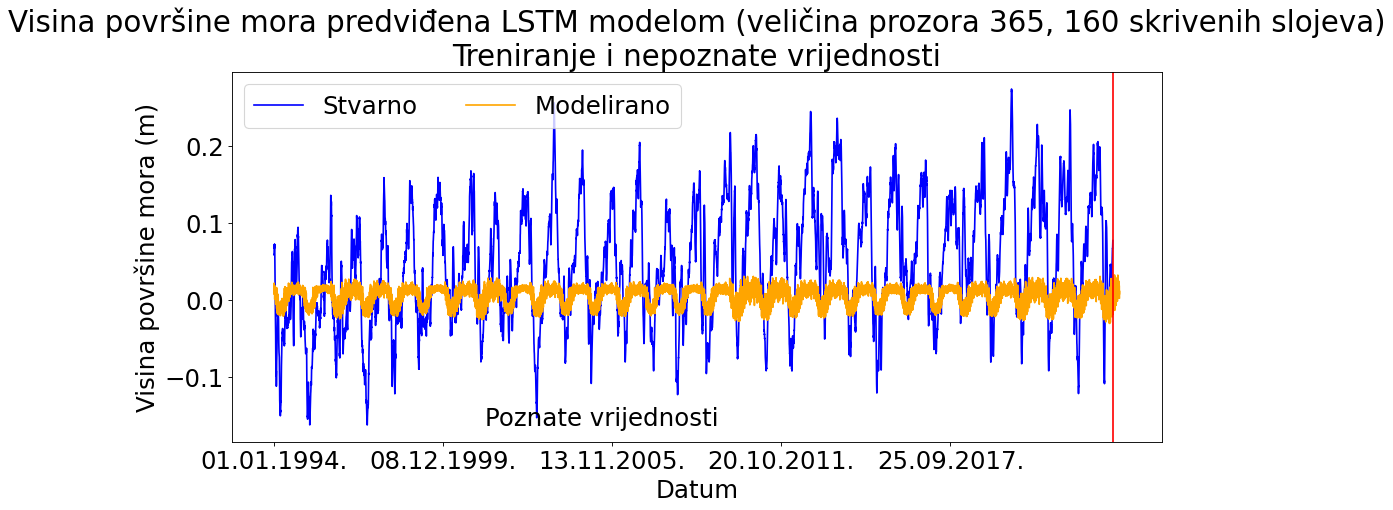 Visina površine mora predviđena LSTM modelom (veličina prozora 365, 160 skrivenih slojeva)
Treniranje i nepoznate vrijednosti
Stvarno Modelirano
Visina površine mora (m)
0.2
0.1
0.0
−0.1
Poznate vrijednosti
01.01.1994. 08.12.1999. 13.11.2005. 20.10.2011. 25.09.2017.
Datum